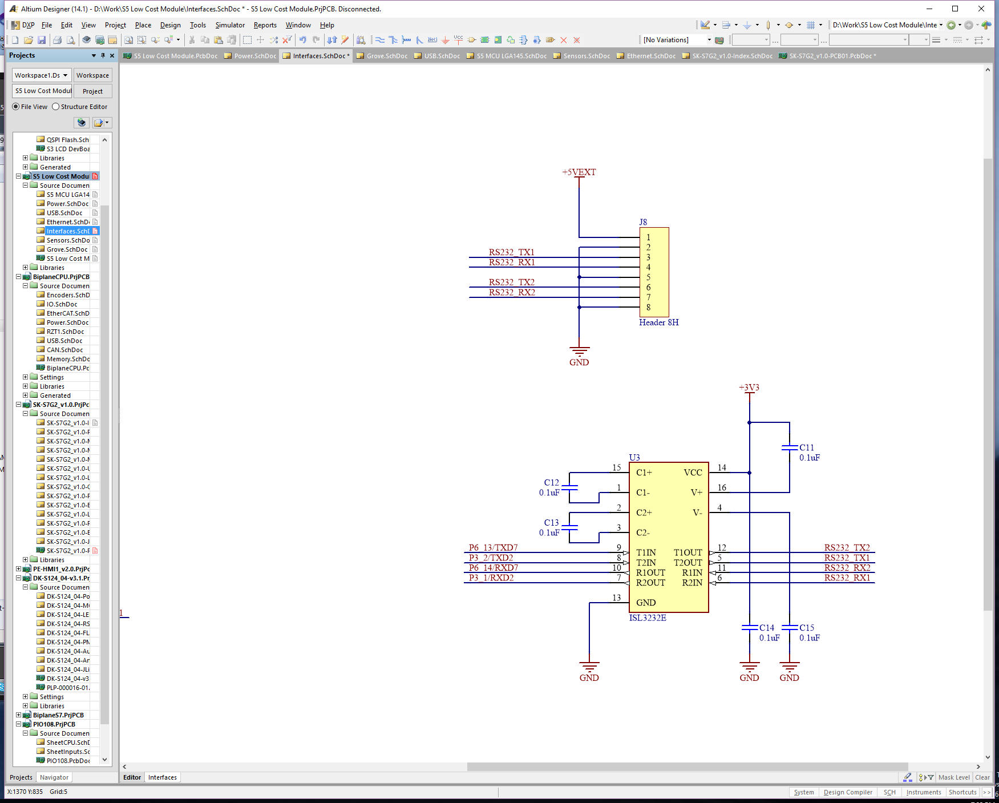 Altium Designer (14.1) - D:\Work\S5 Low Cost Module\Interfaces.SchDoc * - S5 Low Cost Module.PrjPCB. Disconnected.
DXP File Edit View Project Place Design Tools Simulator Reports Window Help
D:\Work\S5 Low Cost Module\Inte
[No Variations]
Projects
S5 Low Cost Module.PcbDoc Power.SchDoc Interfaces.SchDoc * Grove.SchDoc USB.SchDoc S5 MCU LGA145.SchDoc Sensors.SchDoc Ethernet.SchDoc SK-S7G2_v1.0-Index.SchDoc SK-S7G2_v1.0-PCB01.PcbDoc *
Workspace1.Ds Workspace
S5 Low Cost Modul Project
File View Structure Editor
QSPI Flash.Sch
S3 LCD DevBoa
Libraries
Generated
S5 Low Cost Modu
Source Documen
S5 MCU LGA14
Power.SchDoc
USB.SchDoc
Ethernet.SchD
Interfaces.SchD
Sensors.SchDo
Grove.SchDoc
S5 Low Cost M
Libraries
BiplaneCPU.PrjPCB
Source Documen
Encoders.SchD
IO.SchDoc
EtherCAT.SchD
Power.SchDoc
RZT1.SchDoc
USB.SchDoc
CAN.SchDoc
Memory.SchDo
BiplaneCPU.Pc
Settings
Libraries
Generated
SK-S7G2_v1.0.PrjPc
Source Documen
SK-S7G2_v1.0-I
SK-S7G2_v1.0-F
SK-S7G2_v1.0-M
SK-S7G2_v1.0-M
SK-S7G2_v1.0-M
SK-S7G2_v1.0-U
SK-S7G2_v1.0-L
SK-S7G2_v1.0-C
SK-S7G2_v1.0-P
SK-S7G2_v1.0-E
SK-S7G2_v1.0-L
SK-S7G2_v1.0-P
SK-S7G2_v1.0-E
SK-S7G2_v1.0-J
SK-S7G2_v1.0-P
Libraries
PE-HMI1_v2.0.PrjPc
DK-S124_04-v3.1.Pr
Source Documen
DK-S124_04-Po
DK-S124_04-M
DK-S124_04-LE
DK-S124_04-RS
DK-S124_04-FL
DK-S124_04-PM
DK-S124_04-Au
DK-S124_04-An
DK-S124_04-JLi
DK-S124_04-v3
PLP-000016-01.
Settings
Libraries
BiplaneS7.PrjPCB
PIO108.PrjPCB
Source Documen
SheetCPU.SchD
SheetInputs.Sc
PIO108.PcbDoc
Projects Navigator
+5VEXT
J8
1
2
RS232_TX1 3
RS232_RX1 4
5
RS232_TX2 6
RS232_RX2 7
8
Header 8H
GND
+3V3
C11
0.1uF
U3
15 C1+ VCC 14
C12
0.1uF
1 C1- V+ 16
2 C2+ V- 4
C13
0.1uF
3 C2-
P6_13/TXD7 9 T1IN T1OUT 12 RS232_TX2
P3_2/TXD2 8 T2IN T2OUT 5 RS232_TX1
P6_14/RXD7 10 R1OUT R1IN 11 RS232_RX2
P3_1/RXD2 7 R2OUT R2IN 6 RS232_RX1
13 GND
ISL3232E
1
C14
0.1uF
C15
0.1uF
GND GND GND
Editor Interfaces
Mask Level Clear
X:1370 Y:835 Grid:5
System Design Compiler SCH Instruments Shortcuts >>